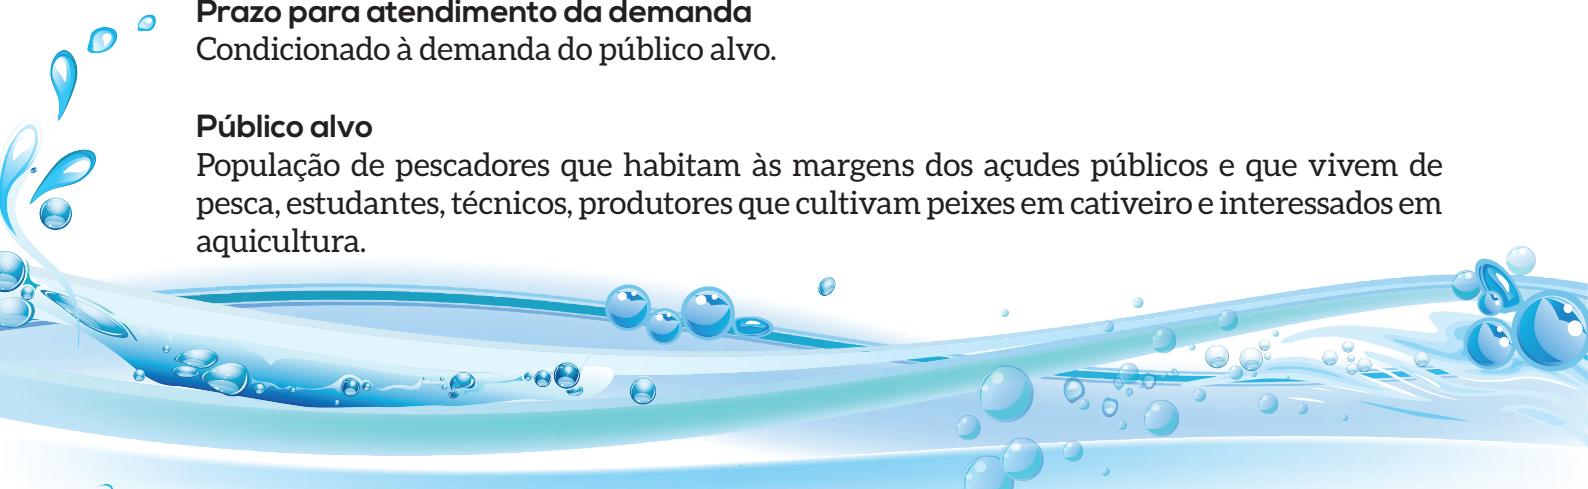 Prazo para atendimento da demanda
Condicionado à demanda do público alvo.
Público alvo
População de pescadores que habitam às margens dos açudes públicos e que vivem de
pesca, estudantes, técnicos, produtores que cultivam peixes em cativeiro e interessados em
aquicultura.